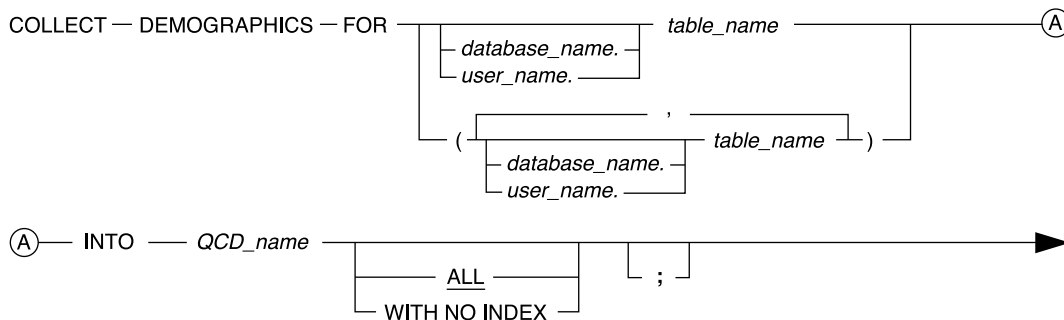 COLLECT DEMOGRAPHICS FOR table_name A
database_name.
user_name.
,
( table_name )
database_name.
user_name.
A INTO QCD_name
ALL ;
WITH NO INDEX